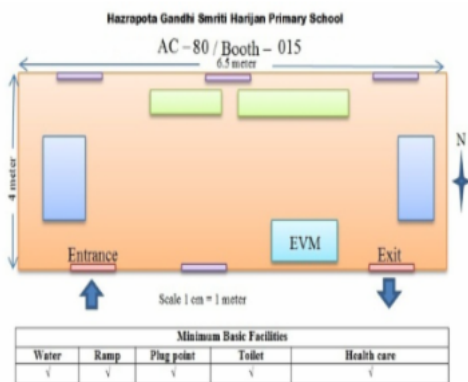 Hazrapota Gandhi Smriti Harijan Primary School
AC – 80 / Booth – 015
6.5 meter
4 meter
N
EVM
Entrance
Exit
Scale 1 cm = 1 meter
Minimum Basic Facilities
Water Ramp Plug point Toilet Health care
√ √ √ √ √